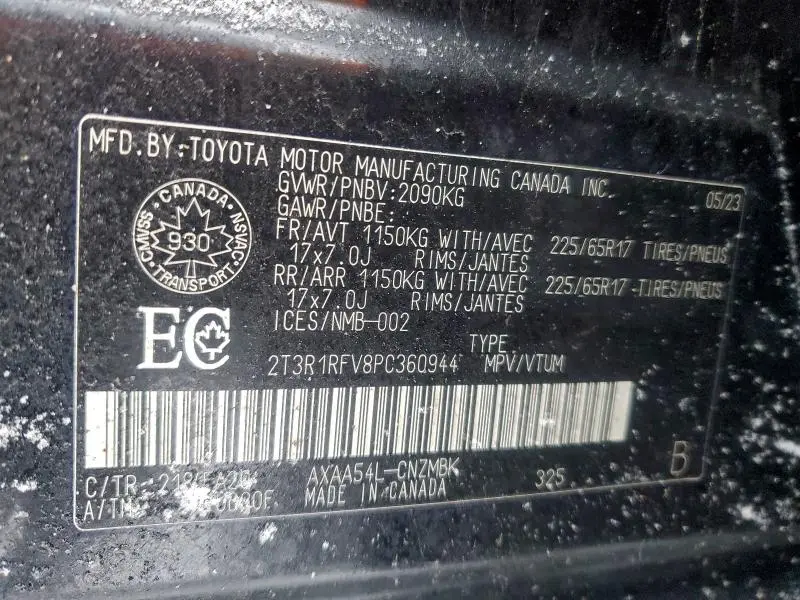 MFD.BY:TOYOTA MOTOR MANUFACTURING CANADA INC.
05/23
GVWR/PNBV:2090KG
GAWR/PNBE:
FR/AVT 1150KG WITH/AVEC 225/65R17 TIRES/PNEUS
17x7.0J RIMS/JANTES
RR/ARR 1150KG WITH/AVEC 225/65R17 TIRES/PNEUS
17x7.0J RIMS/JANTES
ICES/NMB-002
CANADA
CMVSS NSVAC
930
TRANSPORT
EC
TYPE
2T3R1RFV8PC360944 MPV/VTUM
C/TR
AXAA54L-CNZMBK 325 B
A/TM
MADE IN CANADA